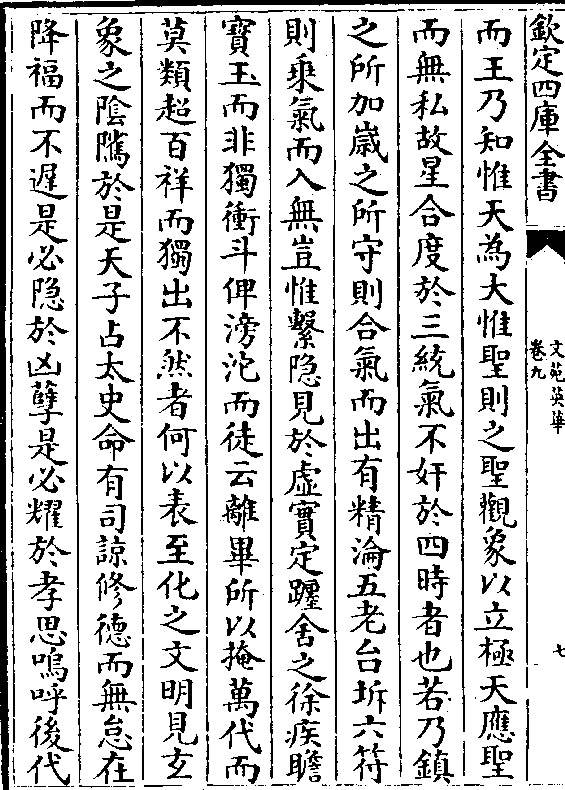 欽定四庫全書
文苑英華
卷九
七
而王乃知惟天為大惟聖則之聖觀象以立極天應聖
而無私故星合度於三統氣不奸於四時者也若乃鎮
之所加歲之所守則合氣而出有精淪五老台坼六符
則乘氣而入無豈惟繫隐見於虛實定躔舍之徐疾瞻
寳玉而非獨衝斗俾滂沱而徒云離畢所以掩萬代而
莫類超百祥而獨出不然者何以表至化之文明見玄
象之隂隲於是天子占太史命有司諒修德而無怠在
降福而不遲是必隐於凶孽是必耀於孝思嗚呼後代